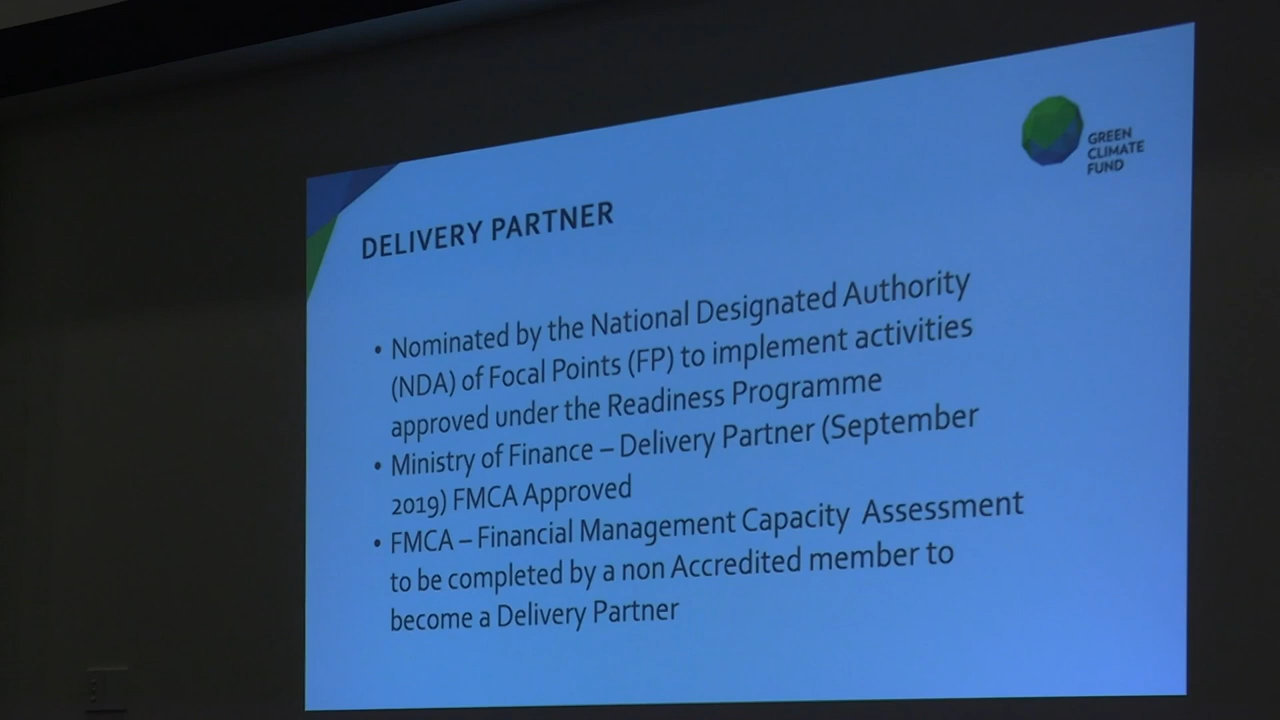 GREEN
CLIMATE
FUND
DELIVERY PARTNER
• Nominated by the National Designated Authority
(NDA) of Focal Points (FP) to implement activities
approved under the Readiness Programme
• Ministry of Finance – Delivery Partner (September
2019) FMCA Approved
• FMCA – Financial Management Capacity Assessment
to be completed by a non Accredited member to
become a Delivery Partner